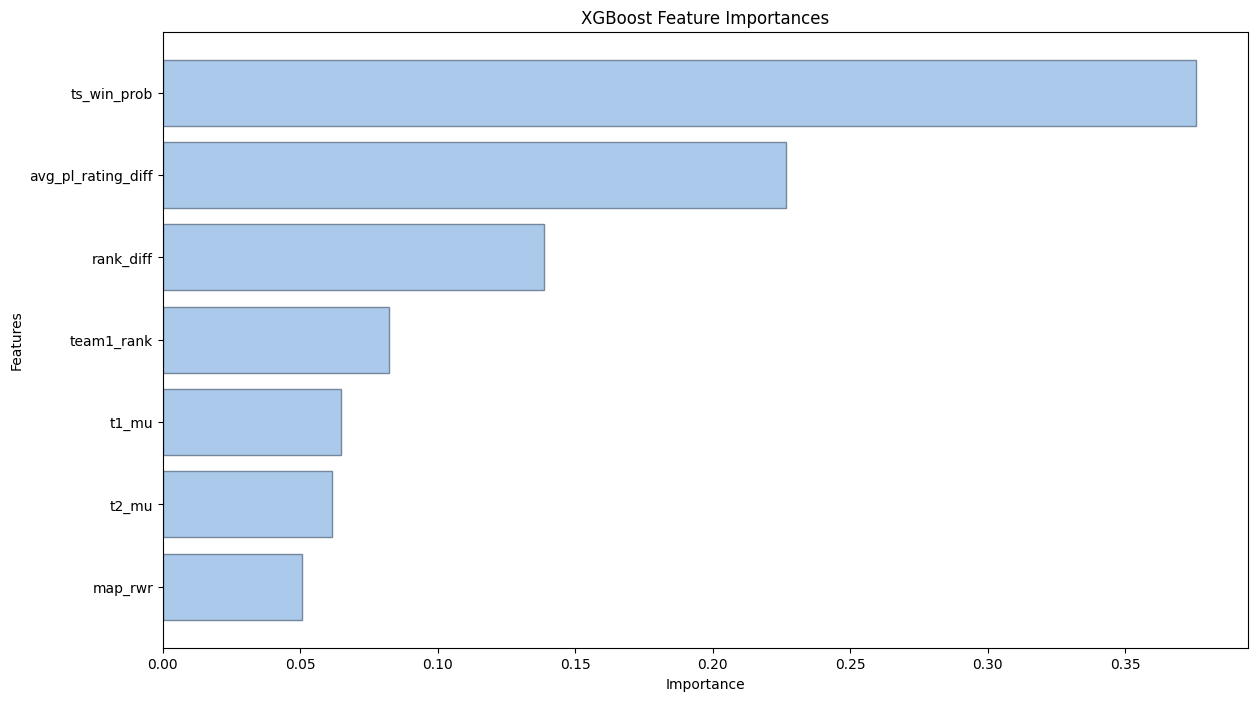 XGBoost Feature Importances
ts_win_prob
avg_pl_rating_diff
rank_diff
team1_rank
t1_mu
t2_mu
map_rwr
Features
0.00 0.05 0.10 0.15 0.20 0.25 0.30 0.35
Importance